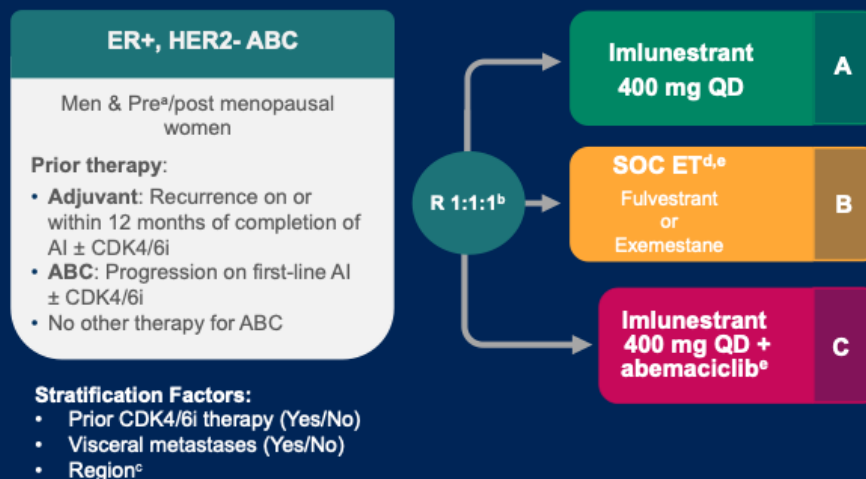 ER+, HER2- ABC
Men & Preᵃ/post menopausal
women
Prior therapy:
• Adjuvant: Recurrence on or
within 12 months of completion of
AI ± CDK4/6i
• ABC: Progression on first-line AI
± CDK4/6i
• No other therapy for ABC
Stratification Factors:
• Prior CDK4/6i therapy (Yes/No)
• Visceral metastases (Yes/No)
• Regionᶜ
R 1:1:1ᵇ
Imlunestrant
400 mg QD
A
SOC ETᵈ,ᵉ
Fulvestrant
or
Exemestane
B
Imlunestrant
400 mg QD +
abemaciclibᵉ
C